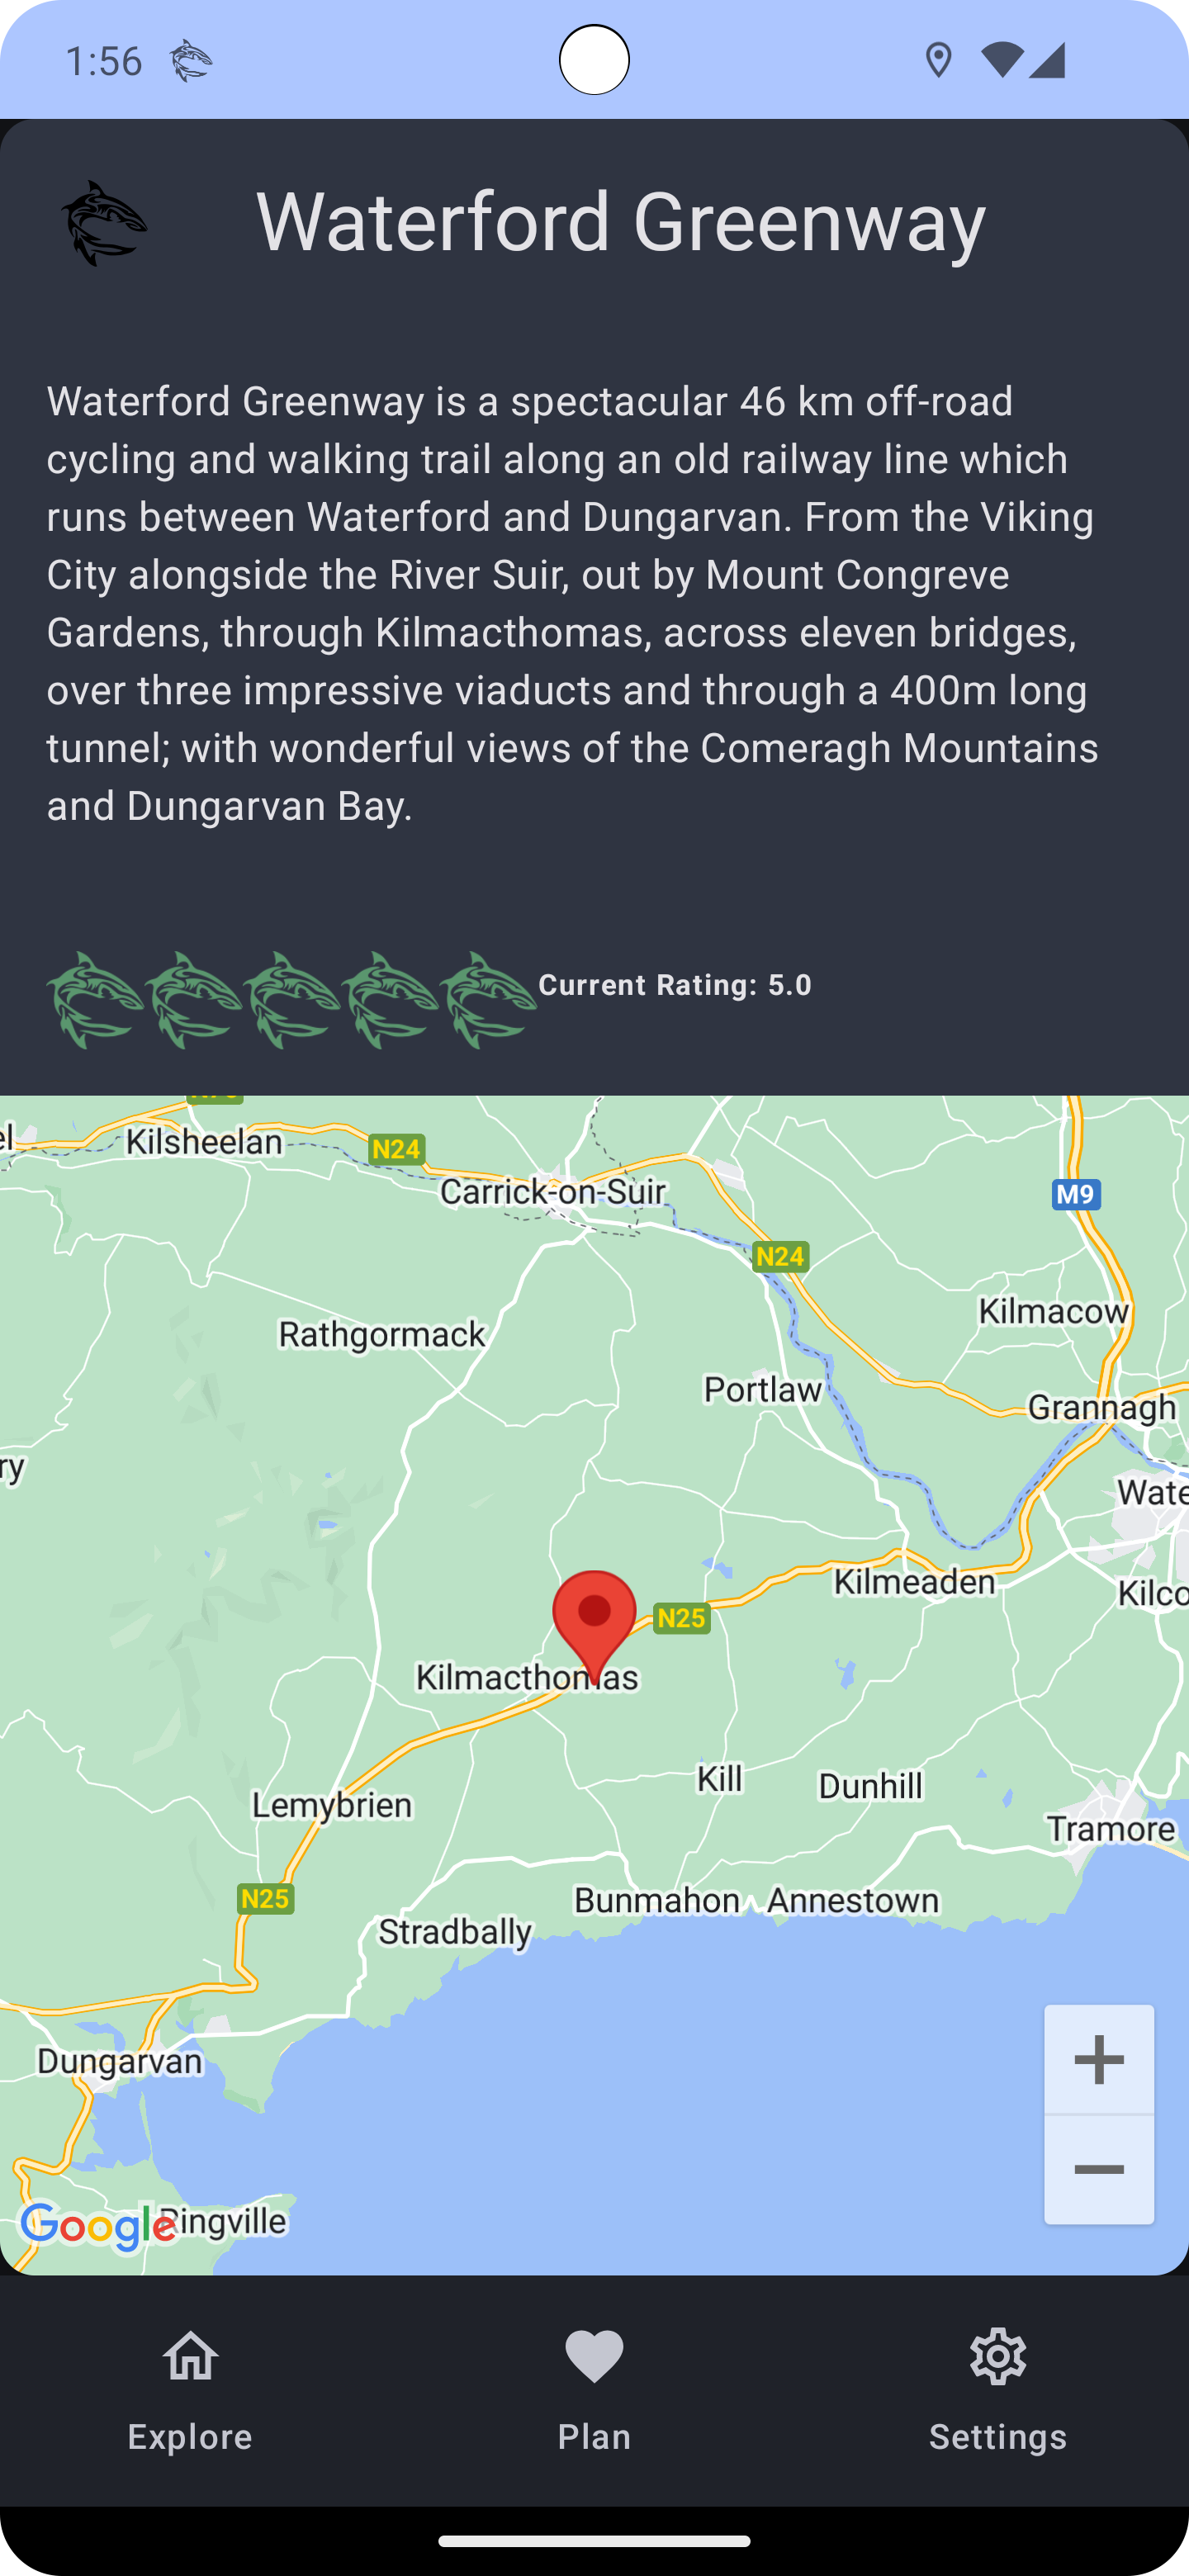 1:56
Waterford Greenway
Waterford Greenway is a spectacular 46 km off-road
cycling and walking trail along an old railway line which
runs between Waterford and Dungarvan. From the Viking
City alongside the River Suir, out by Mount Congreve
Gardens, through Kilmacthomas, across eleven bridges,
over three impressive viaducts and through a 400m long
tunnel; with wonderful views of the Comeragh Mountains
and Dungarvan Bay.
Current Rating: 5.0
Kilsheelan
N24
Carrick-on-Suir
M9
N24
Kilmacow
Rathgormack
Portlaw
Grannagh
ry
Wate
Kilmeaden
Kilco
N25
Kilmacthomas
Kill
Dunhill
Lemybrien
Tramore
N25
Bunmahon
Annestown
Stradbally
Dungarvan
Google
Ringville
Explore
Plan
Settings